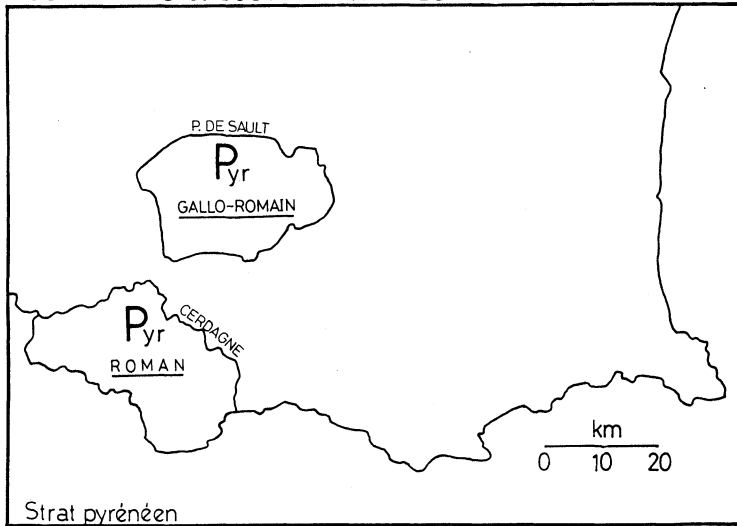 P. DE SAULT
Pyr
GALLO-ROMAIN
CERDAGNE
Pyr
ROMAN
km
0 10 20
Strat pyrénéen